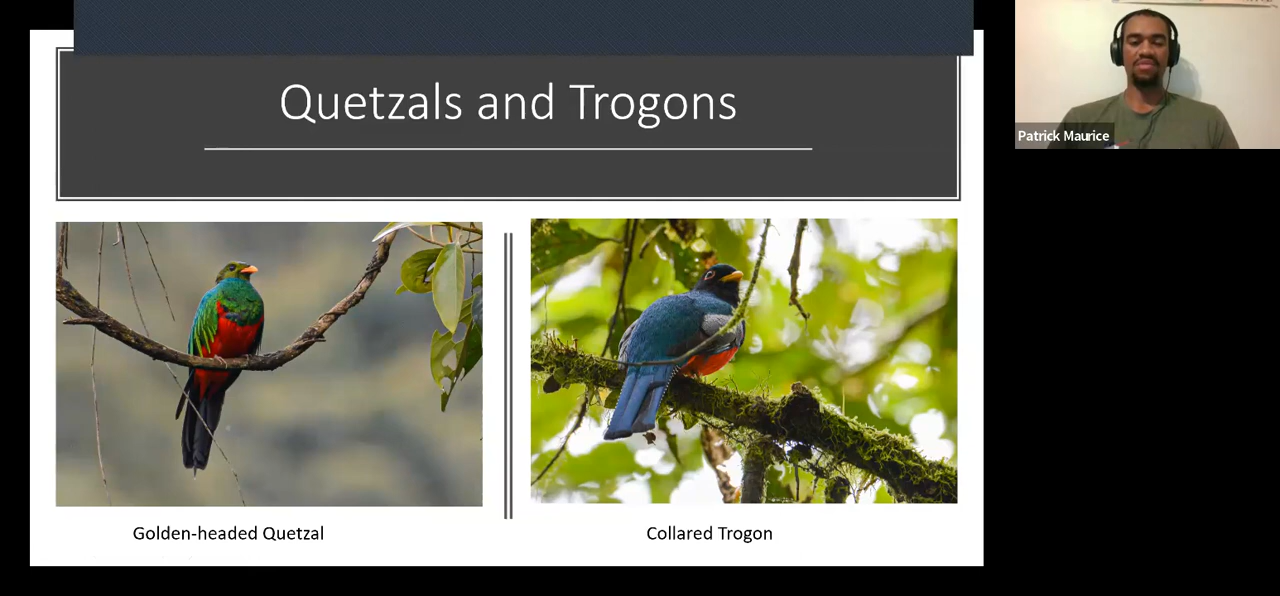 Quetzals and Trogons
Patrick Maurice
Golden-headed Quetzal
Collared Trogon